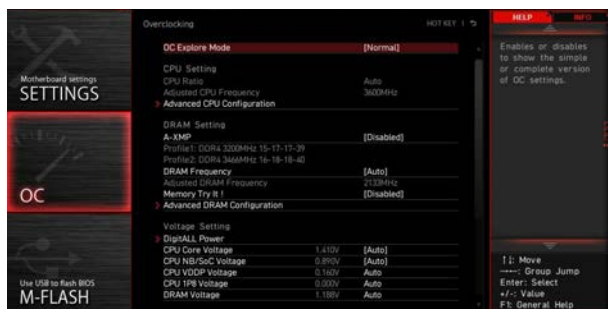 Overclocking
HOT KEY
HELP
INFO
OC Explore Mode [Normal]
CPU Setting
CPU Ratio Auto
Adjusted CPU Frequency 3600MHz
Advanced CPU Configuration
DRAM Setting
A-XMP [Disabled]
Profile1: DDR4 3200MHz 15-17-17-39
Profile2: DDR4 3466MHz 16-18-18-40
DRAM Frequency [Auto]
Adjusted DRAM Frequency 2133MHz
Memory Try It ! [Disabled]
Advanced DRAM Configuration
Voltage Setting
DigitALL Power
CPU Core Voltage 1.410V [Auto]
CPU NB/SoC Voltage 0.890V [Auto]
CPU VDDP Voltage 0.160V Auto
CPU 1P8 Voltage 0.000V Auto
DRAM Voltage 1.188V Auto
Motherboard settings
SETTINGS
OC
Use USB to flash BIOS
M-FLASH
Enables or disables
to show the simple
or complete version
of OC settings.
↑↓: Move
: Group Jump
Enter: Select
+/-: Value
F1: General Help